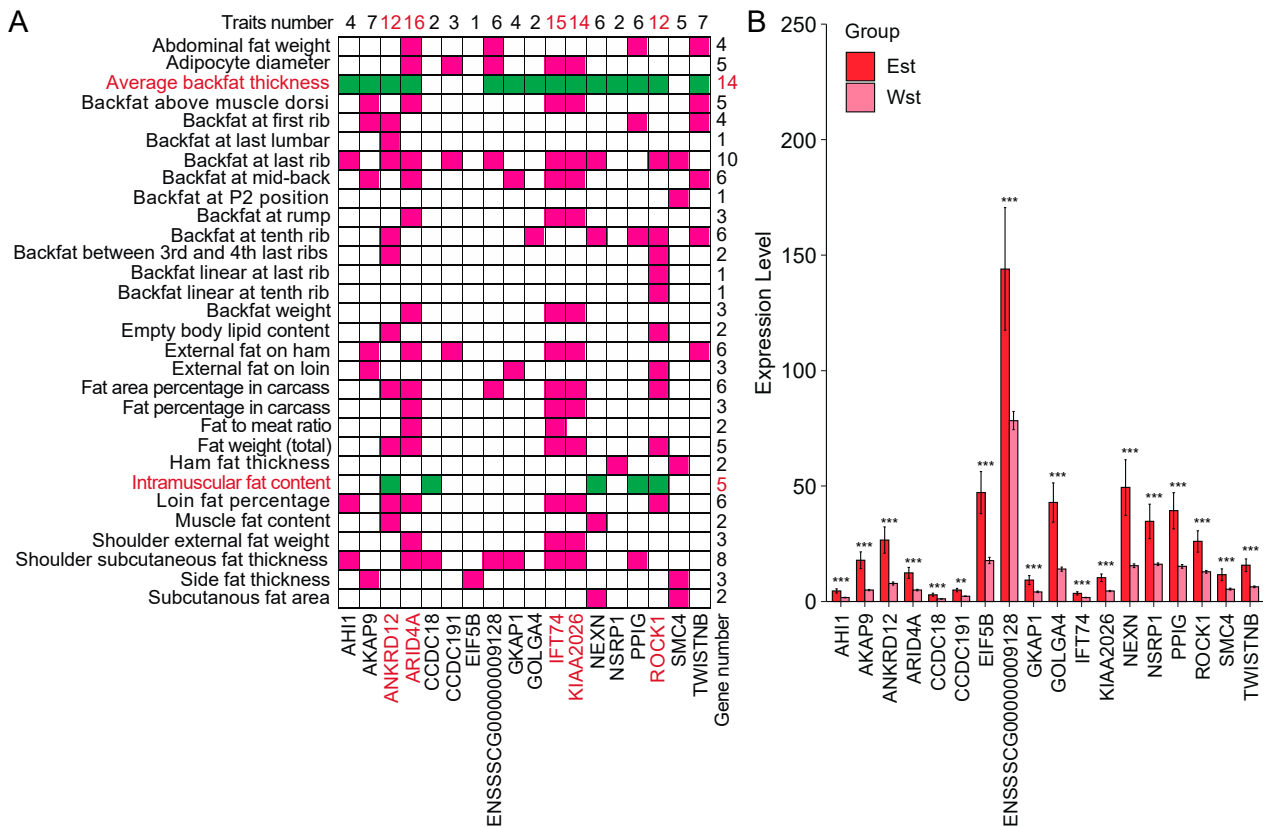 A
Traits number 4 7 12 16 2 3 1 6 4 2 15 14 6 2 6 12 5 7
Abdominal fat weight 4
Adipocyte diameter 5
Average backfat thickness 14
Backfat above muscle dorsi 5
Backfat at first rib 4
Backfat at last lumbar 1
Backfat at last rib 10
Backfat at mid-back 6
Backfat at P2 position 1
Backfat at rump 3
Backfat at tenth rib 6
Backfat between 3rd and 4th last ribs 2
Backfat linear at last rib 1
Backfat linear at tenth rib 1
Backfat weight 3
Empty body lipid content 2
External fat on ham 6
External fat on loin 3
Fat area percentage in carcass 6
Fat percentage in carcass 3
Fat to meat ratio 2
Fat weight (total) 5
Ham fat thickness 2
Intramuscular fat content 5
Loin fat percentage 6
Muscle fat content 2
Shoulder external fat weight 3
Shoulder subcutaneous fat thickness 8
Side fat thickness 3
Subcutanous fat area 2
AHI1
AKAP9
ANKRD12
ARID4A
CCDC18
CCDC191
EIF5B
ENSSSCG00000009128
GKAP1
GOLGA4
IFT74
KIAA2026
NEXN
NSRP1
PPIG
ROCK1
SMC4
TWISTNB
Gene number
B
Group
Est
Wst
Expression Level
250
200
150
100
50
0
***
***
***
***
***
**
***
***
***
***
***
***
***
***
***
***
***
***
AHI1
AKAP9
ANKRD12
ARID4A
CCDC18
CCDC191
EIF5B
ENSSSCG00000009128
GKAP1
GOLGA4
IFT74
KIAA2026
NEXN
NSRP1
PPIG
ROCK1
SMC4
TWISTNB